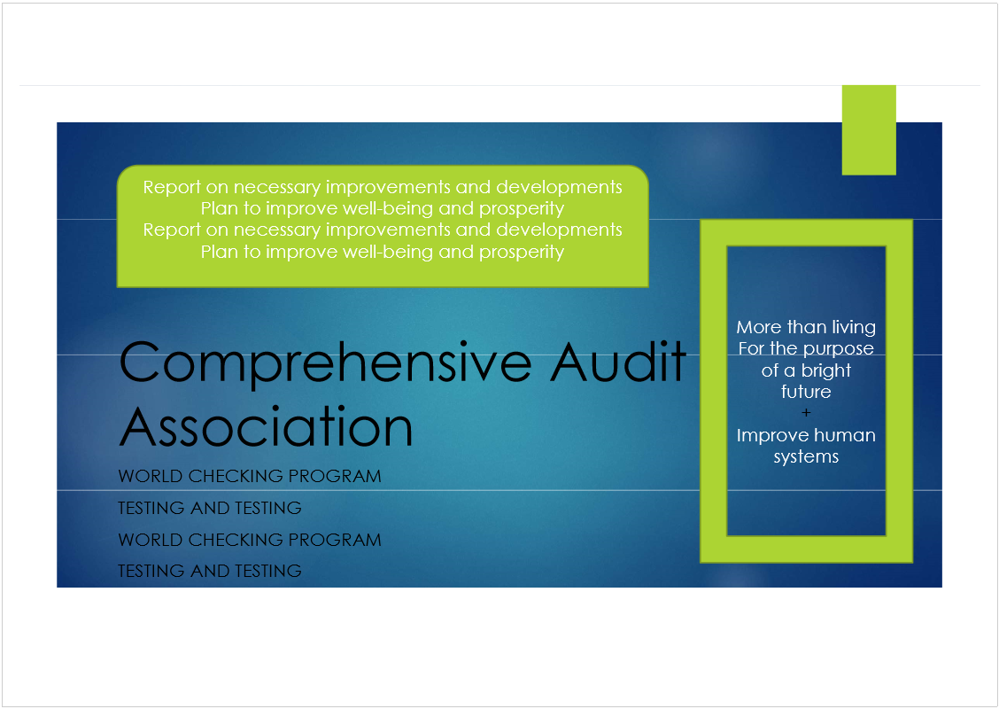 Report on necessary improvements and developments
Plan to improve well-being and prosperity
Report on necessary improvements and developments
Plan to improve well-being and prosperity
Comprehensive Audit
Association
WORLD CHECKING PROGRAM
TESTING AND TESTING
WORLD CHECKING PROGRAM
TESTING AND TESTING
More than living
For the purpose
of a bright
future
+
Improve human
systems